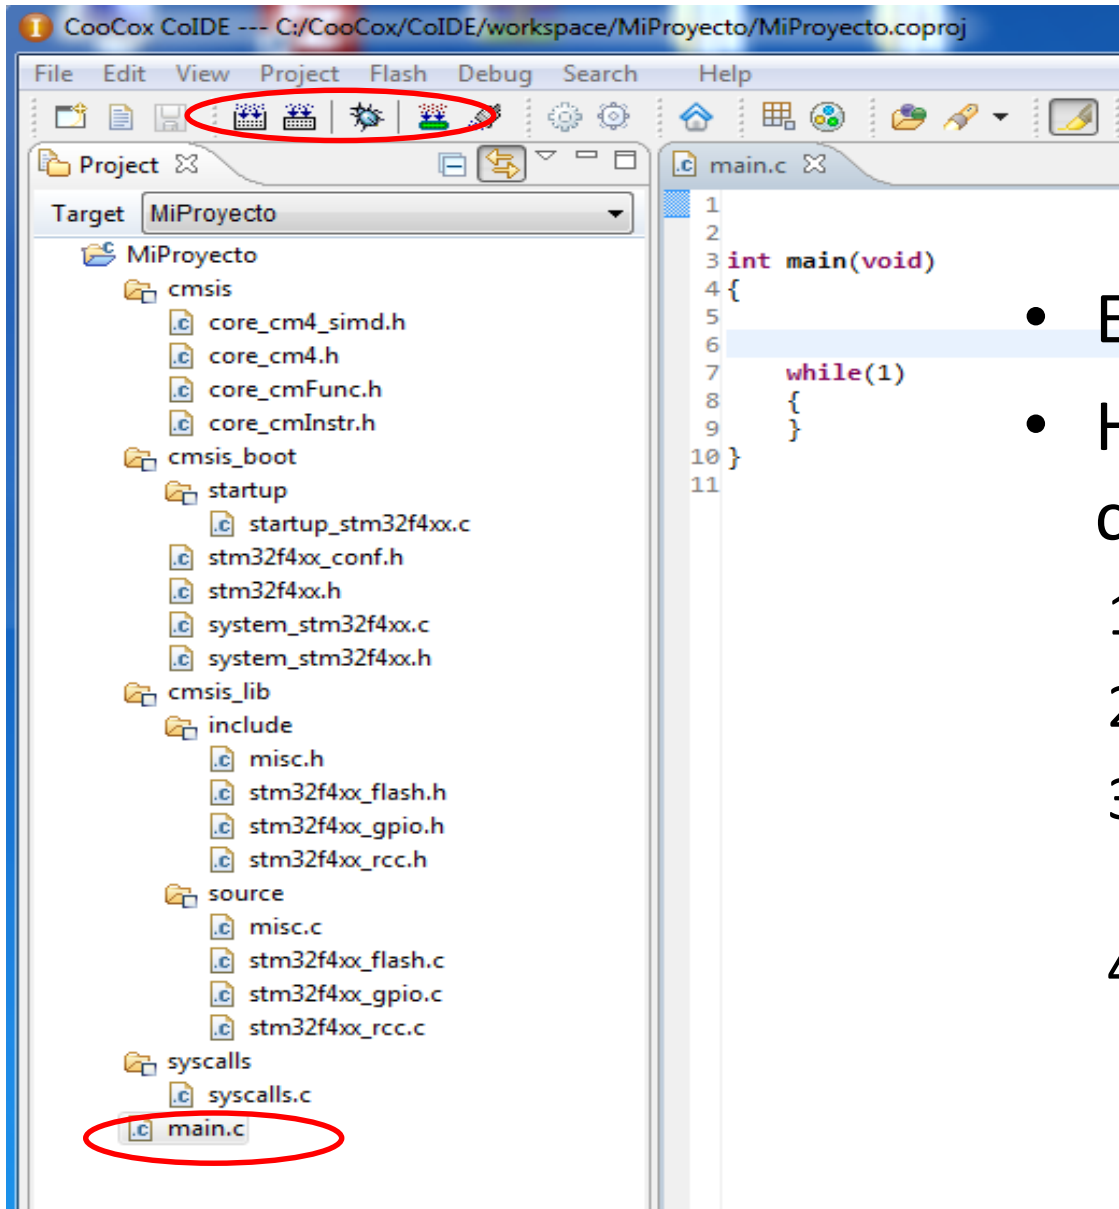 CooCox CoIDE --- C:/CooCox/CoIDE/workspace/MiProyecto/MiProyecto.coproj
File Edit View Project Flash Debug Search Help
Project
main.c
Target MiProyecto
MiProyecto
cmsis
core_cm4_simd.h
core_cm4.h
core_cmFunc.h
core_cmInstr.h
cmsis_boot
startup
startup_stm32f4xx.c
stm32f4xx_conf.h
stm32f4xx.h
system_stm32f4xx.c
system_stm32f4xx.h
cmsis_lib
include
misc.h
stm32f4xx_flash.h
stm32f4xx_gpio.h
stm32f4xx_rcc.h
source
misc.c
stm32f4xx_flash.c
stm32f4xx_gpio.c
stm32f4xx_rcc.c
syscalls
syscalls.c
main.c
1
2
3 int main(void)
4 {
5
6
7 while(1)
8 {
9 }
10 }
11